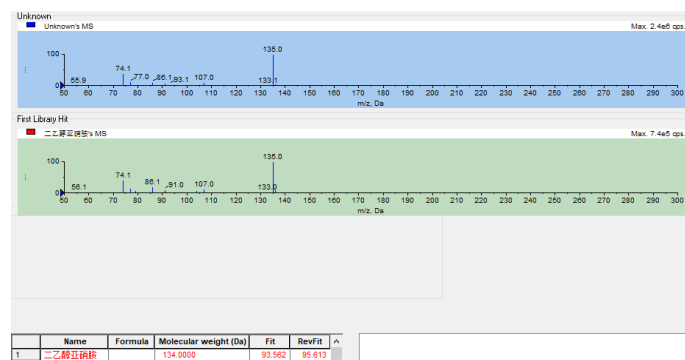 Unknown
Unknown's MS Max. 2.4e6 cps.
100
0
55.9 74.1 77.0 86.1 93.1 107.0 133.1 135.0
50 60 70 80 90 100 110 120 130 140 150 160 170 180 190 200 210 220 230 240 250 260 270 280 290 300
m/z, Da
First Library Hit
二乙醇亚硝胺's MS Max. 7.4e5 cps.
100
0
56.1 74.1 86.1 91.0 107.0 133.0 135.0
50 60 70 80 90 100 110 120 130 140 150 160 170 180 190 200 210 220 230 240 250 260 270 280 290 300
m/z, Da
Name Formula Molecular weight (Da) Fit RevFit
1 二乙醇亚硝胺 134.0000 93.562 95.613